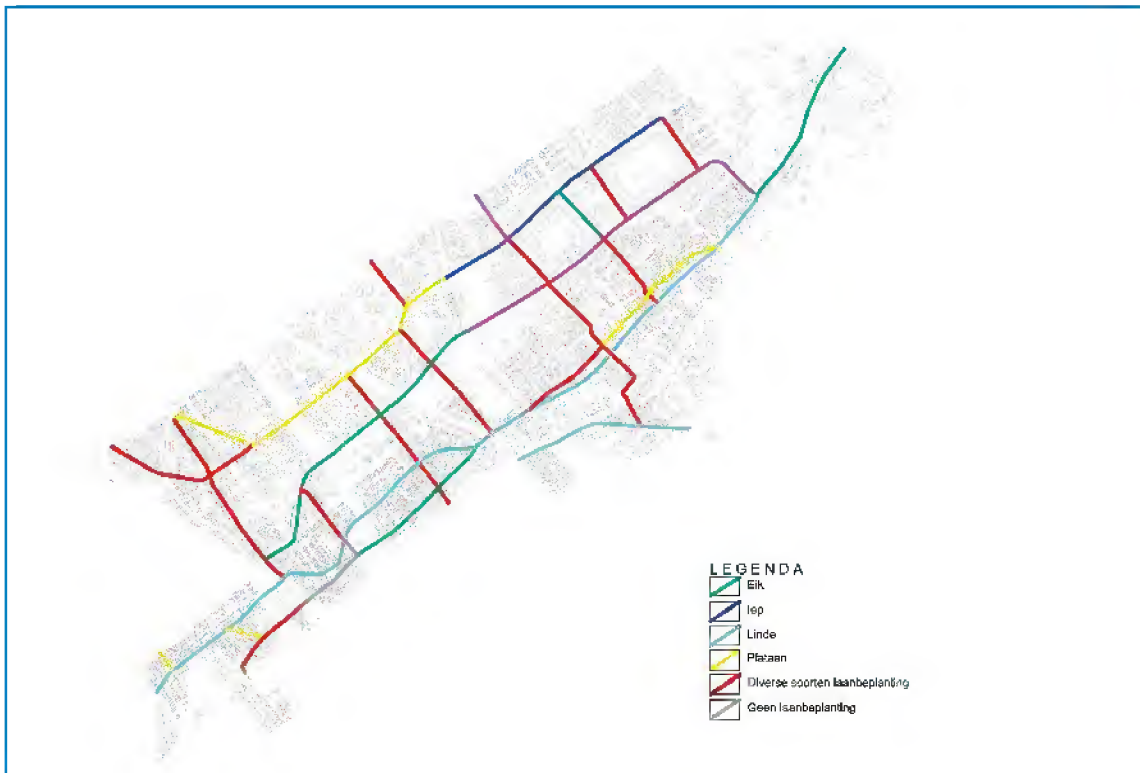 LEGENDA
Eik
Iep
Linde
Plataan
Diverse soorten laanbeplanting
Geen laanbeplanting